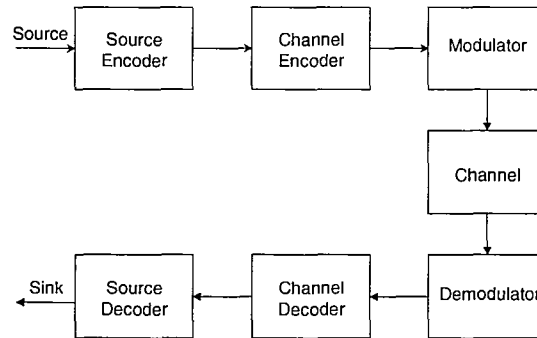 Source
Source
Encoder
Channel
Encoder
Modulator
Channel
Sink
Source
Decoder
Channel
Decoder
Demodulator